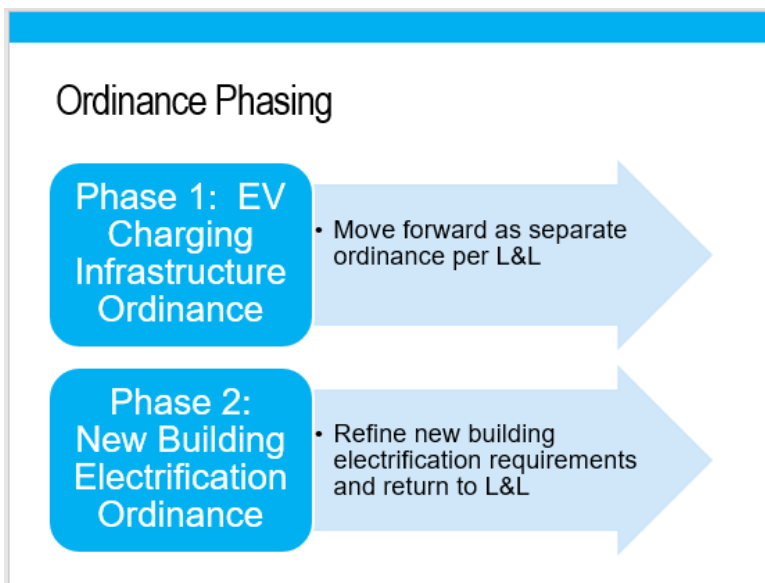 Ordinance Phasing
Phase 1:  EV
Charging
Infrastructure
Ordinance
• Move forward as separate
ordinance per L&L
Phase 2:
New Building
Electrification
Ordinance
• Refine new building
electrification requirements
and return to L&L